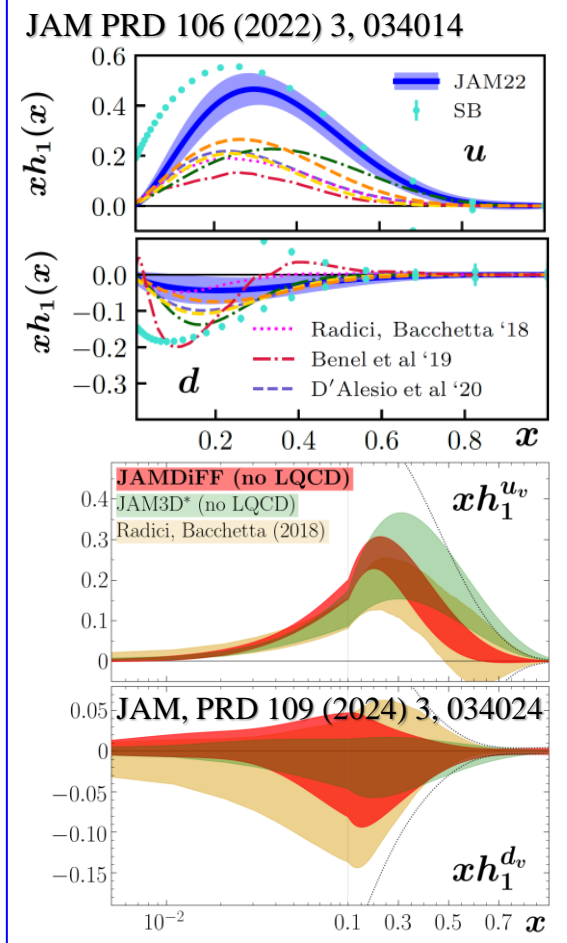 JAM PRD 106 (2022) 3, 034014
0.6
0.4
0.2
0.0
xh₁(x)
JAM22
SB
u
0.0
−0.1
−0.2
−0.3
xh₁(x)
Radici, Bacchetta ‘18
Benel et al ‘19
D′Alesio et al ‘20
d
0.2 0.4 0.6 0.8 x
JAMDiFF (no LQCD)
JAM3D* (no LQCD)
Radici, Bacchetta (2018)
xh₁^{u_v}
0.4
0.3
0.2
0.1
0
JAM, PRD 109 (2024) 3, 034024
0.05
0
−0.05
−0.10
−0.15
xh₁^{d_v}
10⁻² 0.1 0.3 0.5 0.7 x